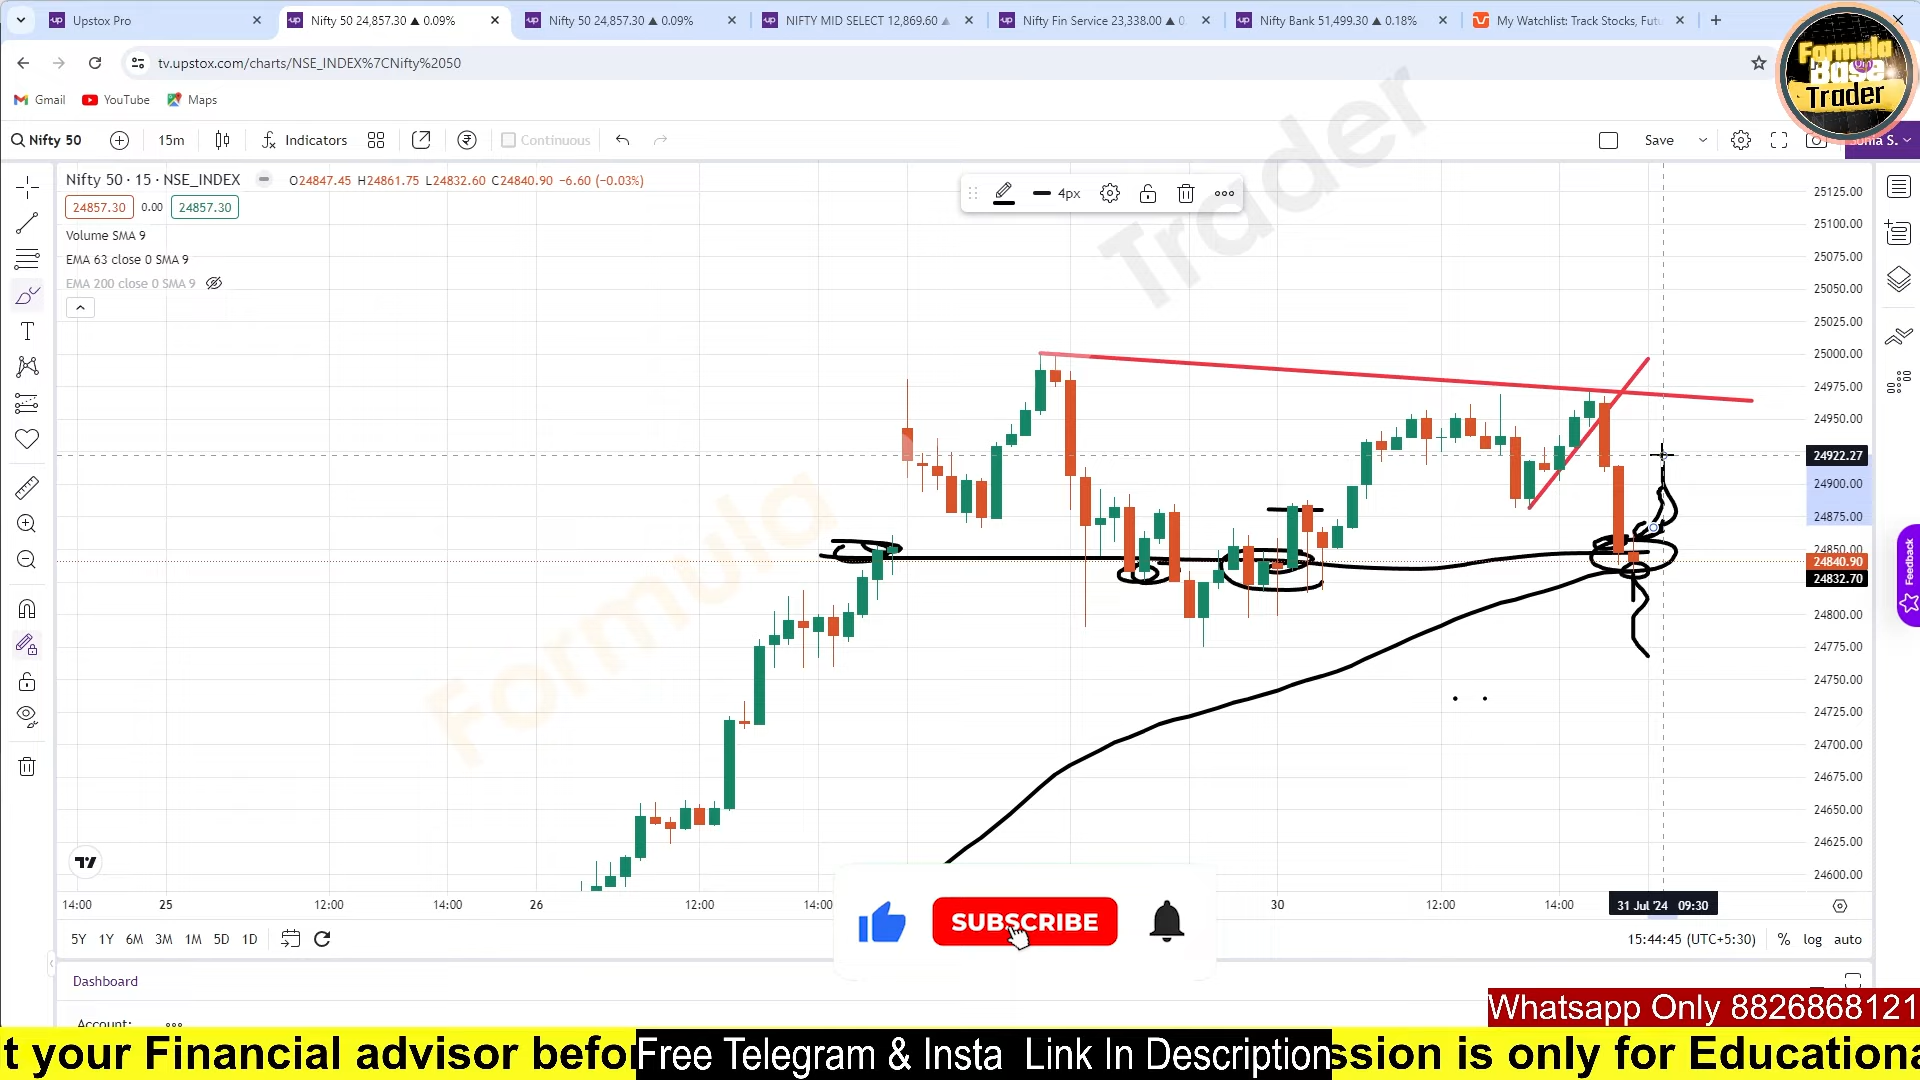 Upstox
Nifty 50 24,857.30 ▲ 0.09%
Nifty 50 24,857.30 ▲ 0.09%
NIFTY MID SELECT 12,869.60
Nifty Fin Service 23,338.00 ▲ 0
Nifty Bank 51,499.30 ▲ 0.18%
My Watchlist: Track Stocks, Futu
tv.upstox.com/charts/NSE_INDEX%7CNifty%2050
Formula
Base
Trader
Gmail
YouTube
Maps
Nifty 50
15m
Indicators
Continuous
Save
Sonia S.
Nifty 50 · 15 · NSE_INDEX
O24847.45 H24861.75 L24832.60 C24840.90 −6.60 (−0.03%)
24857.30 0.00 24857.30
Volume SMA 9
EMA 63 close 0 SMA 9
EMA 200 close 0 SMA 9
4px
Formula
Trader
25125.00
25100.00
25075.00
25050.00
25025.00
25000.00
24975.00
24950.00
24922.27
24900.00
24875.00
24850.00
24840.90
24832.70
24800.00
24775.00
24750.00
24725.00
24700.00
24675.00
24650.00
24625.00
24600.00
Feedback
14:00 25 12:00 14:00 26 12:00 14:00 30 12:00 14:00 31 Jul '24 09:30
5Y 1Y 6M 3M 1M 5D 1D
15:44:45 (UTC+5:30) % log auto
SUBSCRIBE
Dashboard
Account:
Whatsapp Only 8826868121
t your Financial advisor befo
Free Telegram & Insta Link In Description
ssion is only for Educationa